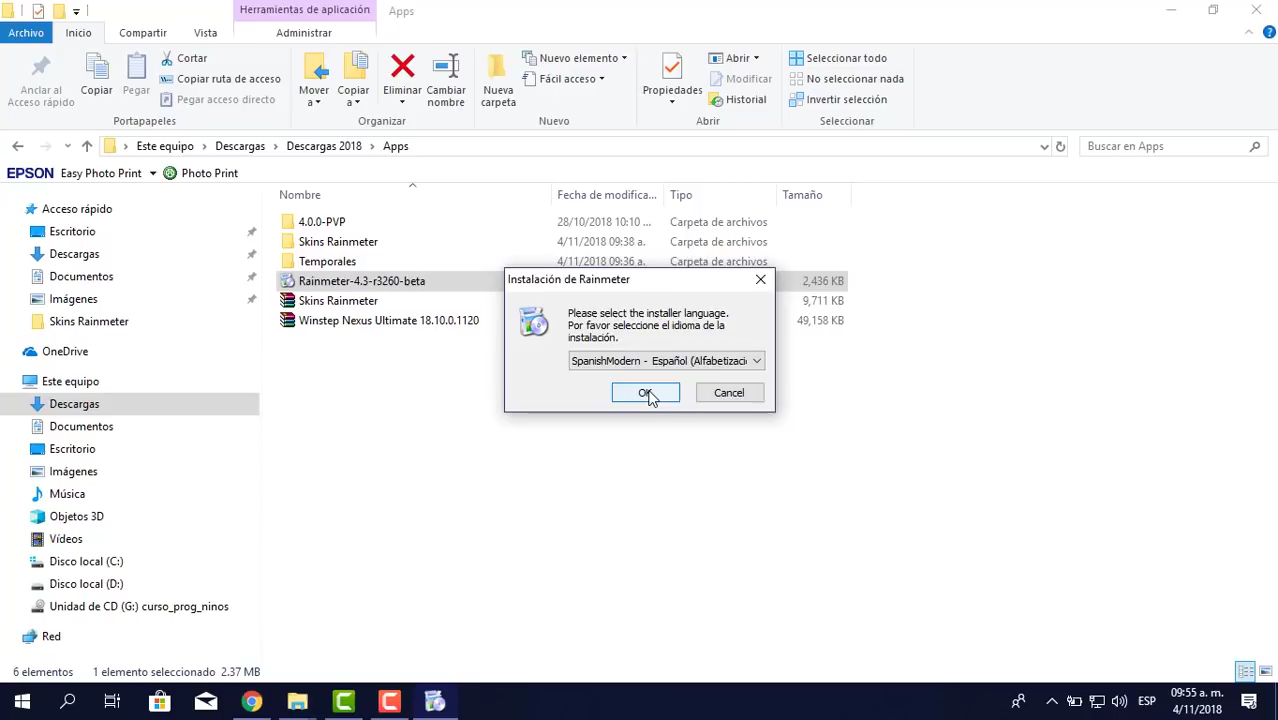 Herramientas de aplicación
Apps
Archivo
Inicio
Compartir
Vista
Administrar
Anclar al
Acceso rápido
Copiar
Pegar
Cortar
Copiar ruta de acceso
Pegar acceso directo
Portapapeles
Mover
a
Copiar
a
Eliminar
Cambiar
nombre
Organizar
Nueva
carpeta
Nuevo elemento
Fácil acceso
Nuevo
Propiedades
Abrir
Modificar
Historial
Abrir
Seleccionar todo
No seleccionar nada
Invertir selección
Seleccionar
Este equipo
Descargas
Descargas 2018
Apps
Buscar en Apps
EPSON Easy Photo Print
Photo Print
Nombre
Fecha de modifica...
Tipo
Tamaño
Acceso rápido
Escritorio
Descargas
Documentos
Imágenes
Skins Rainmeter
OneDrive
Este equipo
Descargas
Documentos
Escritorio
Imágenes
Música
Objetos 3D
Vídeos
Disco local (C:)
Disco local (D:)
Unidad de CD (G:) curso_prog_ninos
Red
4.0.0-PVP 28/10/2018 10:10 ... Carpeta de archivos
Skins Rainmeter 4/11/2018 09:38 a. Carpeta de archivos
Temporales 4/11/2018 09:36 a. Carpeta de archivos
Rainmeter-4.3-r3260-beta 2,436 KB
Skins Rainmeter 9,711 KB
Winstep Nexus Ultimate 18.10.0.1120 49,158 KB
Instalación de Rainmeter
Please select the installer language.
Por favor seleccione el idioma de la
instalación.
SpanishModern - Español (Alfabetizaci
OK
Cancel
6 elementos
1 elemento seleccionado 2.37 MB
ESP
09:55 a. m.
4/11/2018